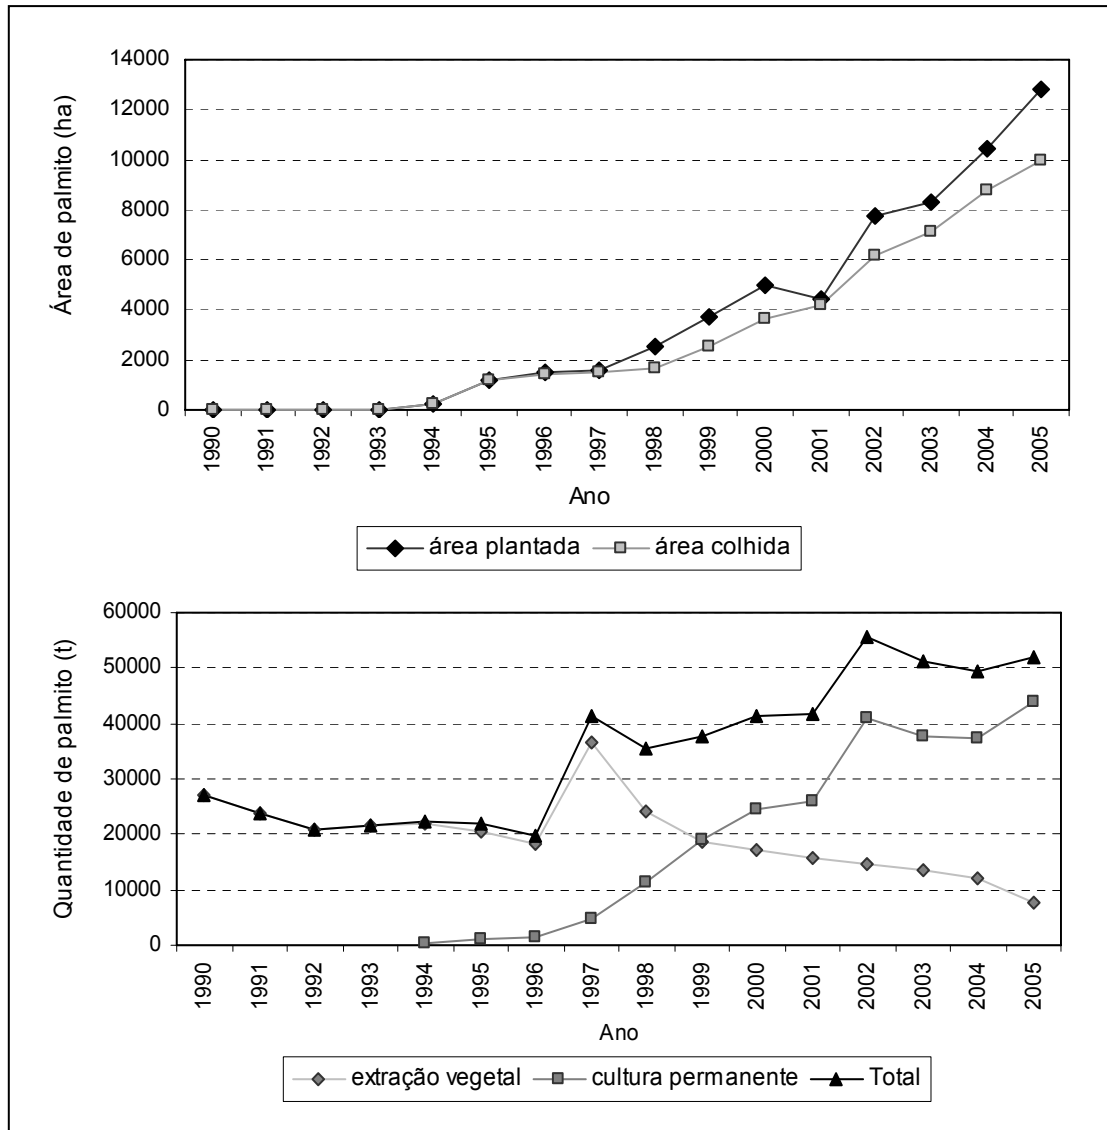 Área de palmito (ha)
14000
12000
10000
8000
6000
4000
2000
0
1990 1991 1992 1993 1994 1995 1996 1997 1998 1999 2000 2001 2002 2003 2004 2005
Ano
área plantada área colhida
Quantidade de palmito (t)
60000
50000
40000
30000
20000
10000
0
1990 1991 1992 1993 1994 1995 1996 1997 1998 1999 2000 2001 2002 2003 2004 2005
Ano
extração vegetal cultura permanente Total